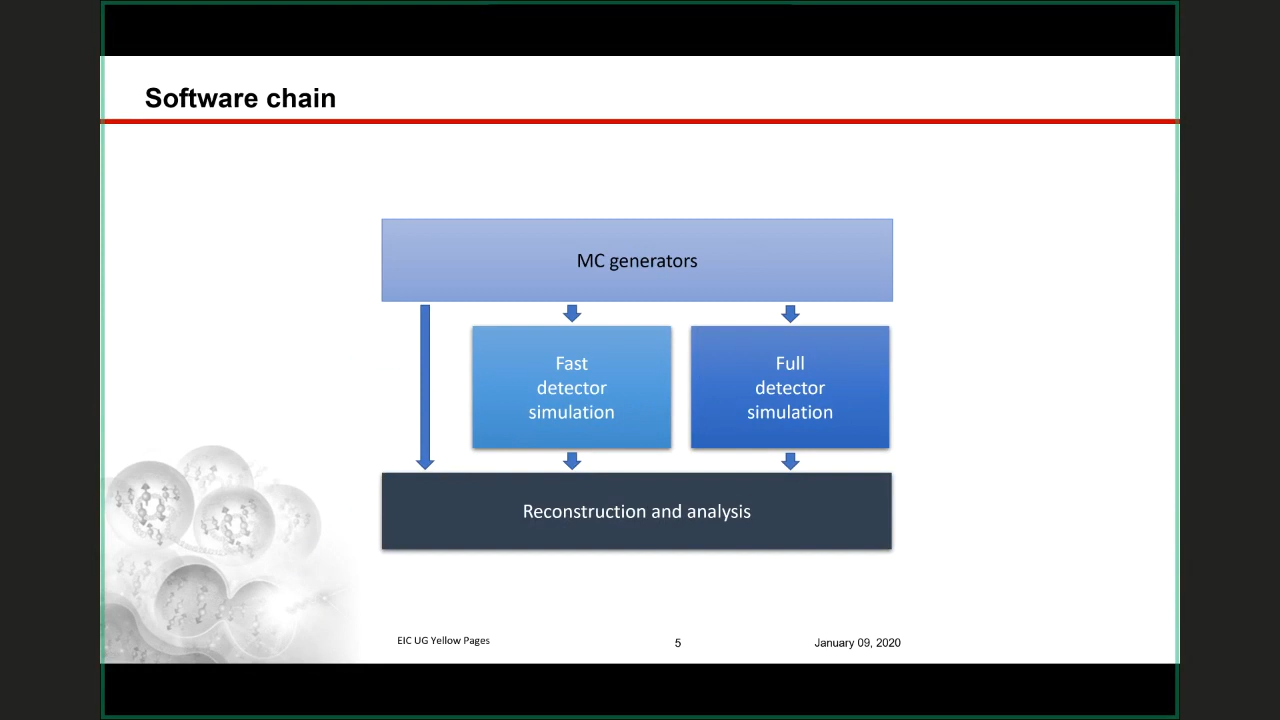 Software chain
MC generators
Fast
detector
simulation
Full
detector
simulation
Reconstruction and analysis
EIC UG Yellow Pages
5
January 09, 2020